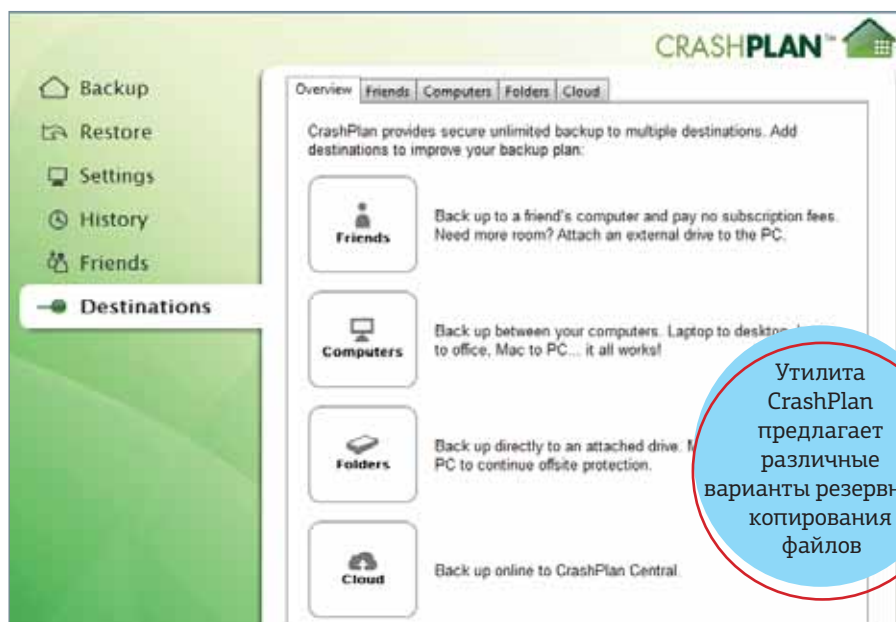 CRASHPLAN™
Backup
Restore
Settings
History
Friends
Destinations
Overview Friends Computers Folders Cloud
CrashPlan provides secure unlimited backup to multiple destinations. Add
destinations to improve your backup plan:
Friends
Back up to a friend's computer and pay no subscription fees.
Need more room? Attach an external drive to the PC.
Computers
Back up between your computers. Laptop to
to office, Mac to PC... it all works!
Folders
Back up directly to an attached drive.
PC to continue offsite protection.
Cloud
Back up online to CrashPlan Central.
Утилита
CrashPlan
предлагает
различные
варианты
копирования
файлов